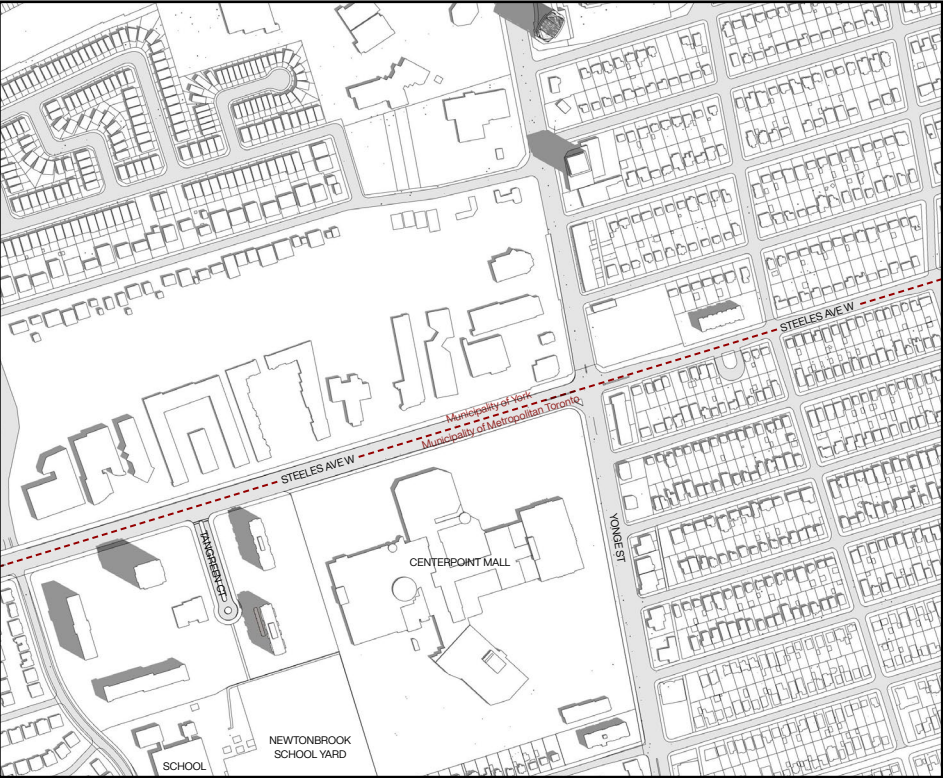 STEELES AVE W
Municipality of York
Municipality of Metropolitan Toronto
STEELES AVE W
TANGREEN CT
YONGE ST
CENTERPOINT MALL
NEWTONBROOK
SCHOOL YARD
SCHOOL